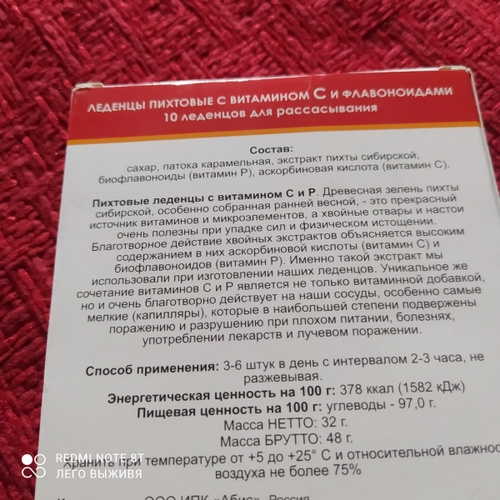 ЛЕДЕНЦЫ ПИХТОВЫЕ С ВИТАМИНОМ С И ФЛАВОНОИДАМИ
10 ЛЕДЕНЦОВ ДЛЯ РАССАСЫВАНИЯ
Состав:
сахар, патока карамельная, экстракт пихты сибирской,
биофлавоноиды (витамин Р), аскорбиновая кислота (витамин С).
Пихтовые леденцы с витамином С и Р. Древесная зелень пихты
сибирской, особенно собранная ранней весной, - это прекрасный
источник витаминов и микроэлементов, а хвойные отвары и настои
очень полезны при упадке сил и физическом истощении.
Благотворное действие хвойных экстрактов объясняется высоким
содержанием в них аскорбиновой кислоты (витамин С) и
биофлавоноидов (витамин Р). Именно такой экстракт мы
использовали при изготовлении наших леденцов. Уникальное же
сочетание витаминов С и Р является не только витаминной добавкой,
но и очень благотворно действует на наши сосуды, особенно самые
мелкие (капилляры), которые в наибольшей степени подвержены
поражению и разрушению при плохом питании, болезнях,
употреблении лекарств и лучевом поражении.
Способ применения: 3-6 штук в день с интервалом 2-3 часа, не
разжевывая.
Энергетическая ценность на 100 г: 378 ккал (1582 кДж)
Пищевая ценность на 100 г: углеводы - 97,0 г.
Масса НЕТТО: 32 г.
Масса БРУТТО: 48 г.
Хранить при температуре от +5 до +25° С и относительной влажнос
воздуха не более 75%
ООО ИПК «Абис», Россия
REDMI NOTE 8T
ЛЕГО ВЫЖИВЯ